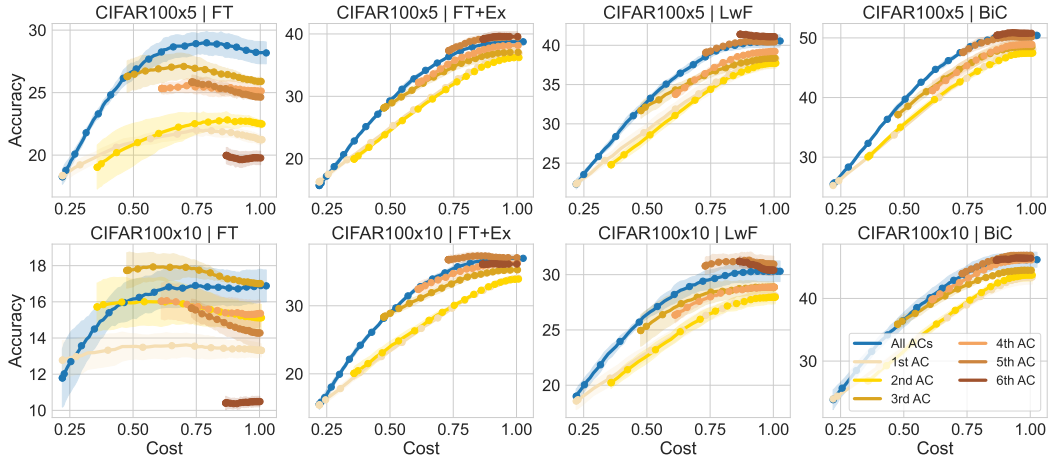 CIFAR100x5 | FT
CIFAR100x5 | FT+Ex
CIFAR100x5 | LwF
CIFAR100x5 | BiC
Accuracy
30
25
20
0.25 0.50 0.75 1.00
40
30
20
0.25 0.50 0.75 1.00
40
35
30
25
0.25 0.50 0.75 1.00
50
40
30
0.25 0.50 0.75 1.00
CIFAR100x10 | FT
CIFAR100x10 | FT+Ex
CIFAR100x10 | LwF
CIFAR100x10 | BiC
Accuracy
18
16
14
12
10
0.25 0.50 0.75 1.00
Cost
30
20
0.25 0.50 0.75 1.00
Cost
30
25
20
0.25 0.50 0.75 1.00
Cost
40
30
All ACs
1st AC
2nd AC
3rd AC
4th AC
5th AC
6th AC
0.25 0.50 0.75 1.00
Cost